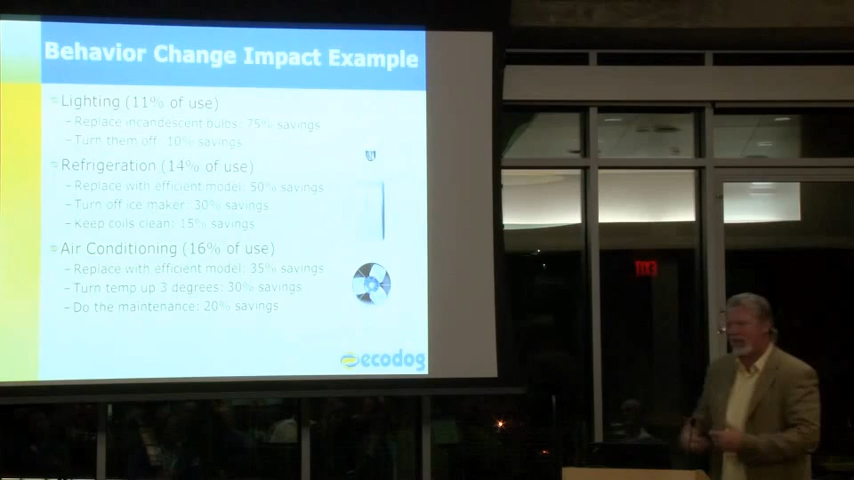 Behavior Change Impact Example
Lighting (11% of use)
– Replace incandescent bulbs: 75% savings
– Turn them off: 10% savings
Refrigeration (14% of use)
– Replace with efficient model: 50% savings
– Turn off ice maker: 30% savings
– Keep coils clean: 15% savings
Air Conditioning (16% of use)
– Replace with efficient model: 35% savings
– Turn temp up 3 degrees: 30% savings
– Do the maintenance: 20% savings
ecodog